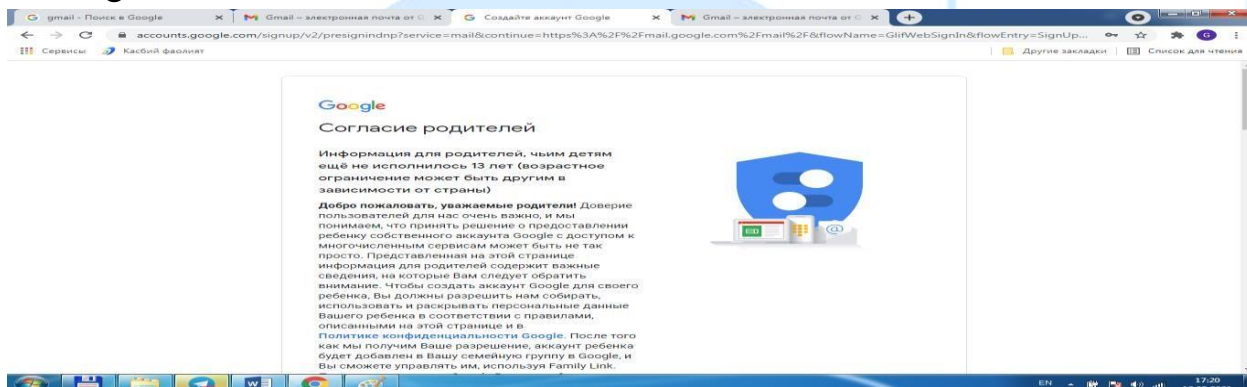 gmail - Поиск в Google
Gmail – электронная почта от G
Создайте аккаунт Google
Gmail – электронная почта от G
accounts.google.com/signup/v2/presignindnp?service=mail&continue=https%3A%2F%2Fmail.google.com%2Fmail%2F&flowName=GlifWebSignIn&flowEntry=SignUp...
G
Сервисы
Касбий фаолият
Другие закладки
Список для чтения
Google
Согласие родителей
Информация для родителей, чьим детям
ещё не исполнилось 13 лет (возрастное
ограничение может быть другим в
зависимости от страны)
Добро пожаловать, уважаемые родители! Доверие
пользователей для нас очень важно, и мы
понимаем, что принять решение о предоставлении
ребенку собственного аккаунта Google с доступом к
многочисленным сервисам может быть не так
просто. Представленная на этой странице
информация для родителей содержит важные
сведения, на которые Вам следует обратить
внимание. Чтобы создать аккаунт Google для своего
ребенка, Вы должны разрешить нам собирать,
использовать и раскрывать персональные данные
Вашего ребенка в соответствии с правилами,
описанными на этой странице и в
Политике конфиденциальности Google. После того
как мы получим Ваше разрешение, аккаунт ребенка
будет добавлен в Вашу семейную группу в Google, и
Вы сможете управлять им, используя Family Link.
EN
17:20